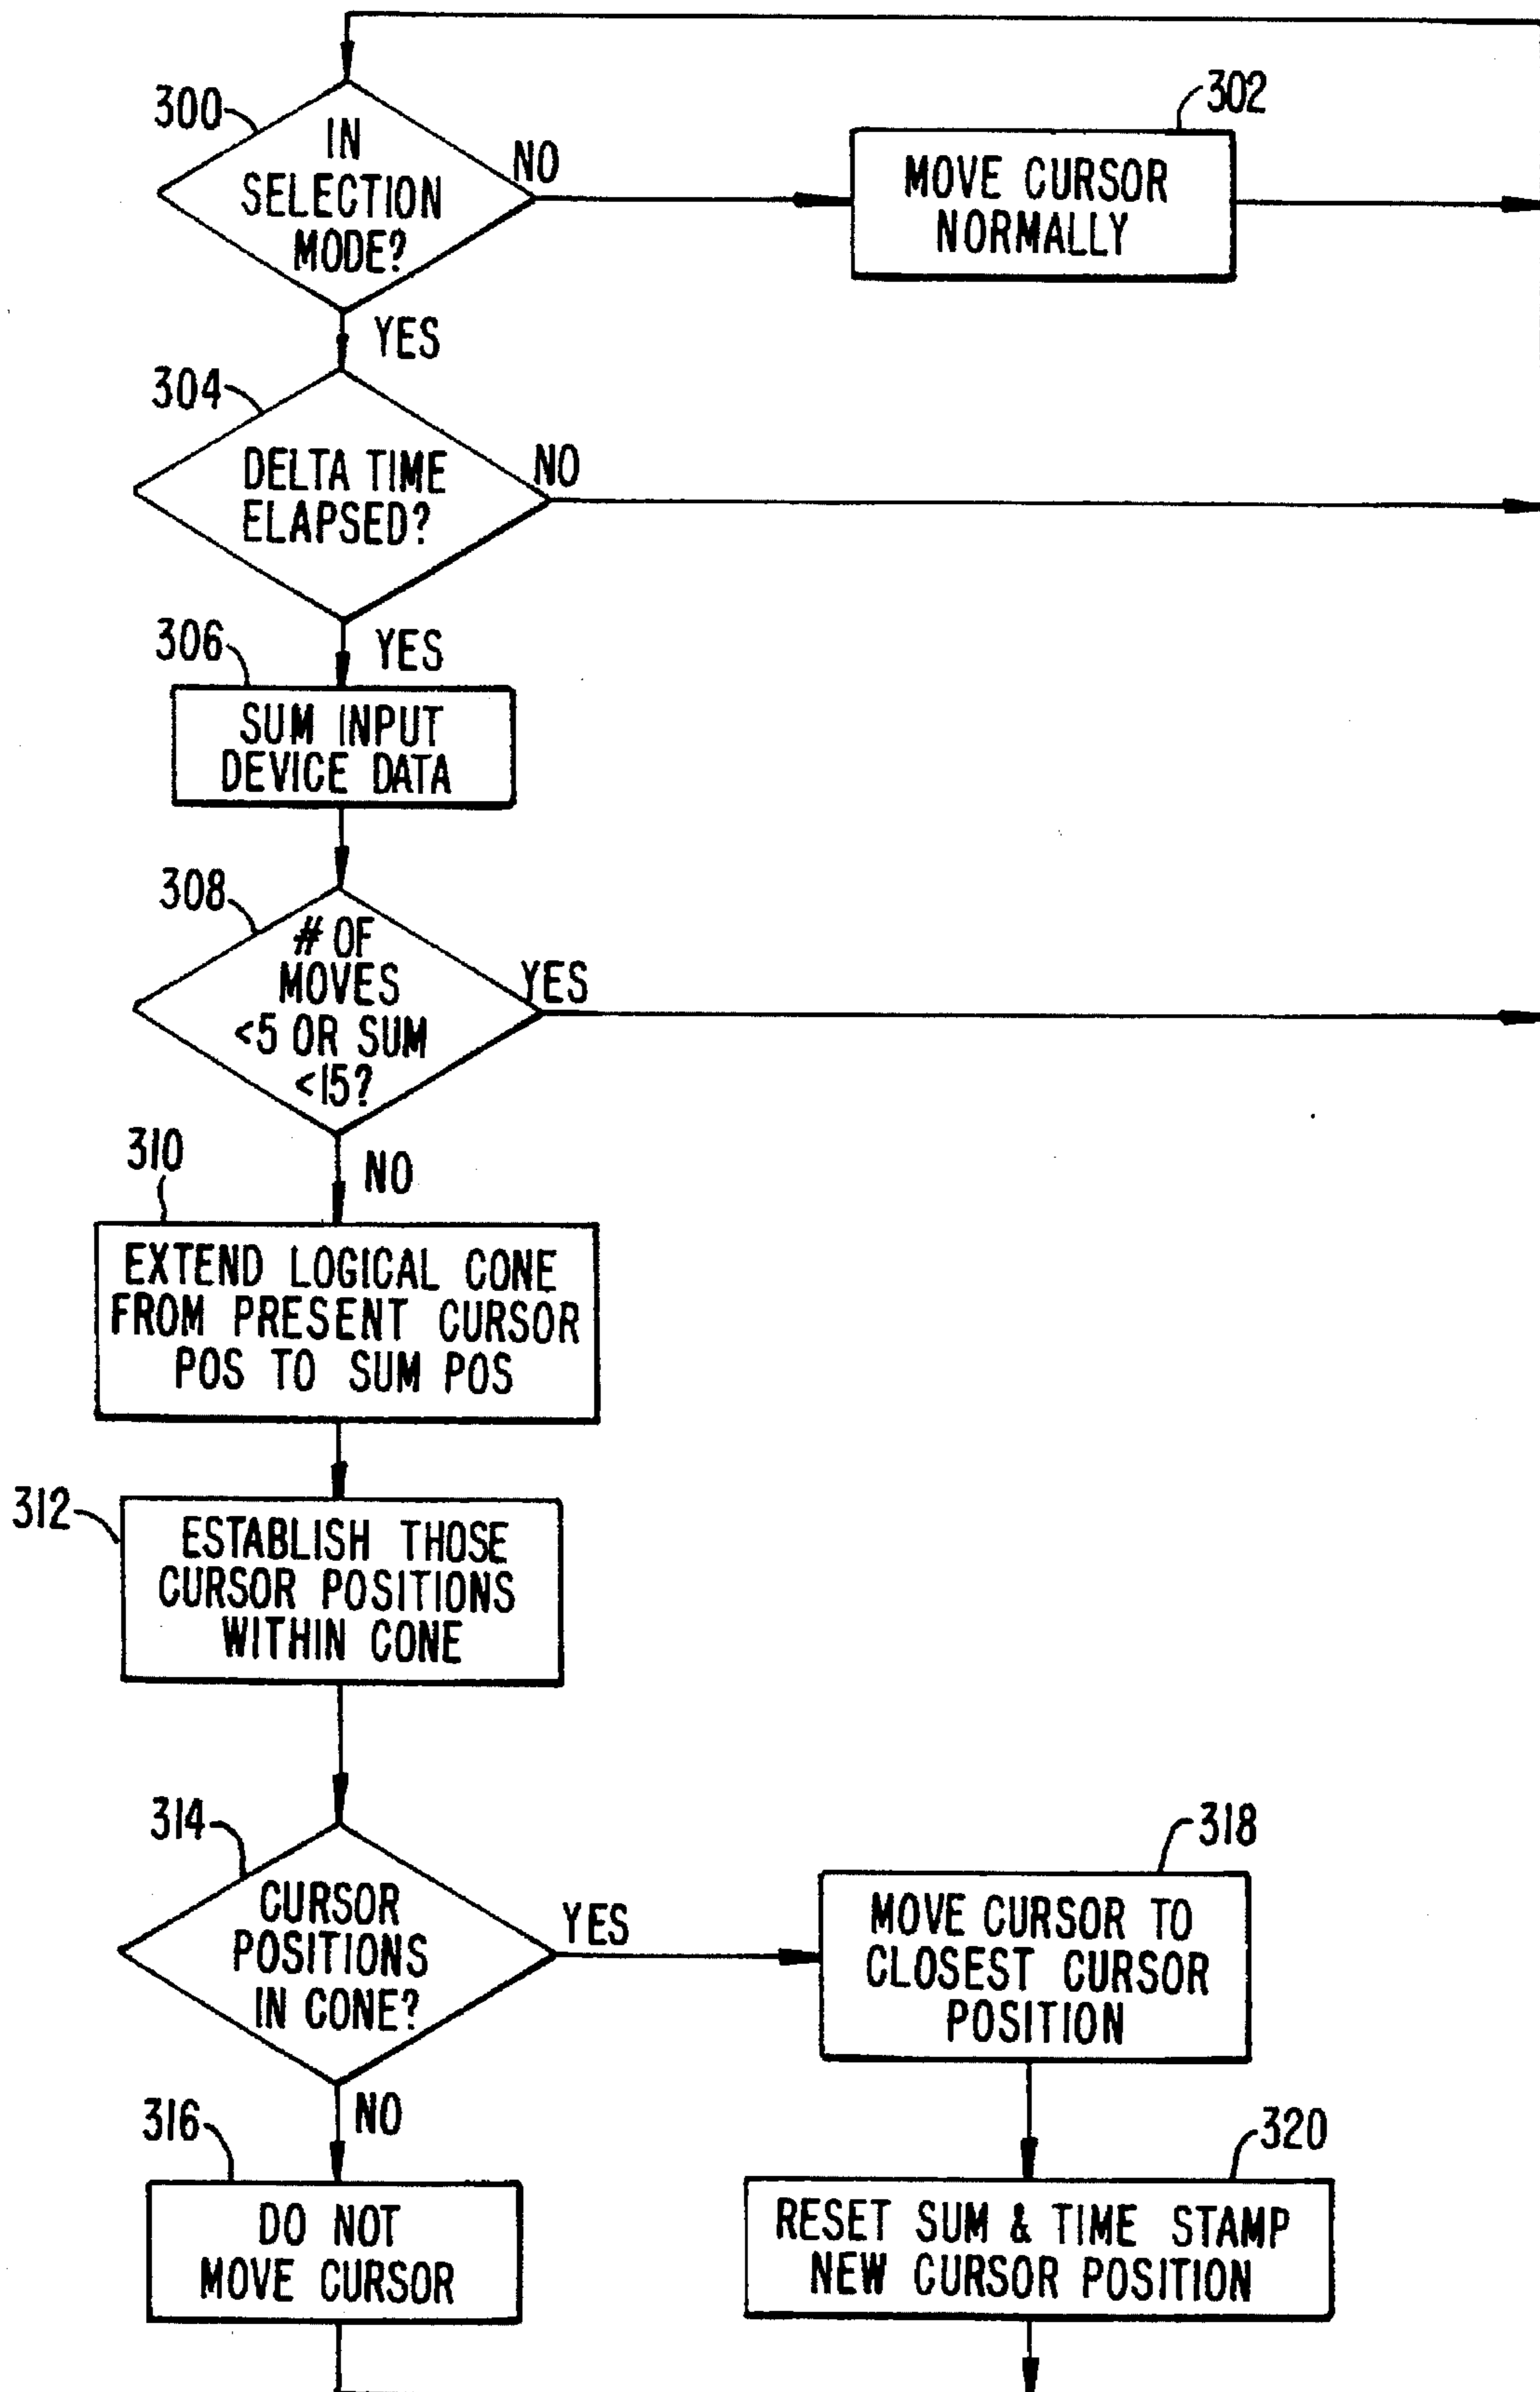 300
IN
SELECTION
MODE?
NO
302
MOVE CURSOR
NORMALLY
YES
304
DELTA TIME
ELAPSED?
NO
YES
306
SUM INPUT
DEVICE DATA
308
# OF
MOVES
<5 OR SUM
<15?
YES
NO
310
EXTEND LOGICAL CONE
FROM PRESENT CURSOR
POS TO SUM POS
312
ESTABLISH THOSE
CURSOR POSITIONS
WITHIN CONE
314
CURSOR
POSITIONS
IN CONE?
YES
318
MOVE CURSOR TO
CLOSEST CURSOR
POSITION
NO
316
DO NOT
MOVE CURSOR
320
RESET SUM & TIME STAMP
NEW CURSOR POSITION